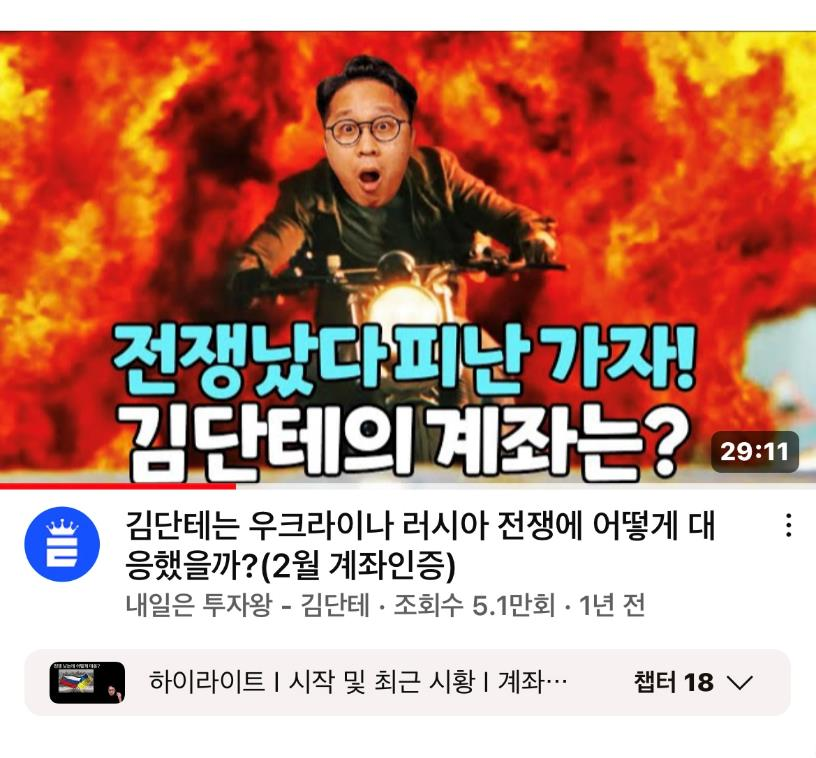 전쟁났다 피난 가자!
김단테의 계좌는?
29:11
김단테는 우크라이나 러시아 전쟁에 어떻게 대
응했을까?(2월 계좌인증)
내일은 투자왕 - 김단테 · 조회수 5.1만회 · 1년 전
하이라이트 | 시작 및 최근 시황 | 계좌… 챕터 18